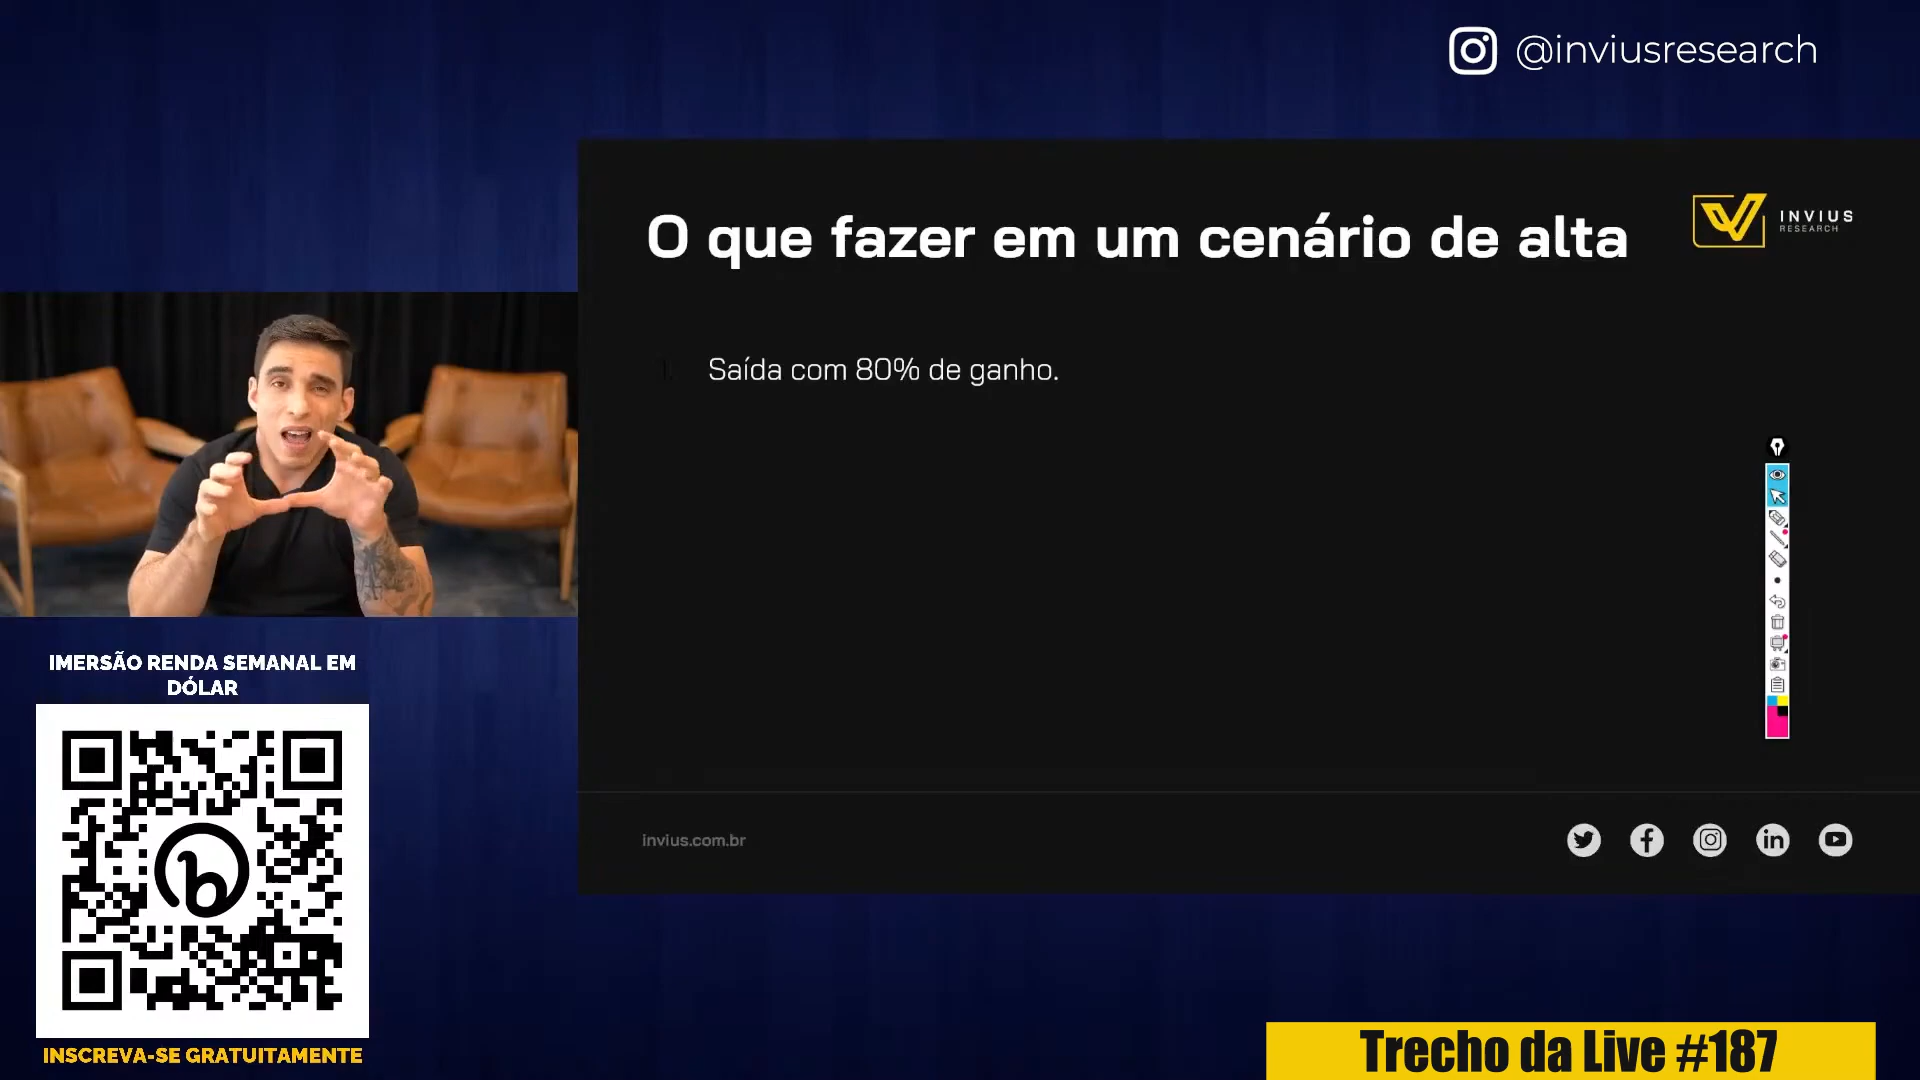 @inviusresearch
O que fazer em um cenário de alta
INVIUS
RESEARCH
1. Saída com 80% de ganho.
IMERSÃO RENDA SEMANAL EM
DÓLAR
invius.com.br
INSCREVA-SE GRATUITAMENTE
Trecho da Live #187